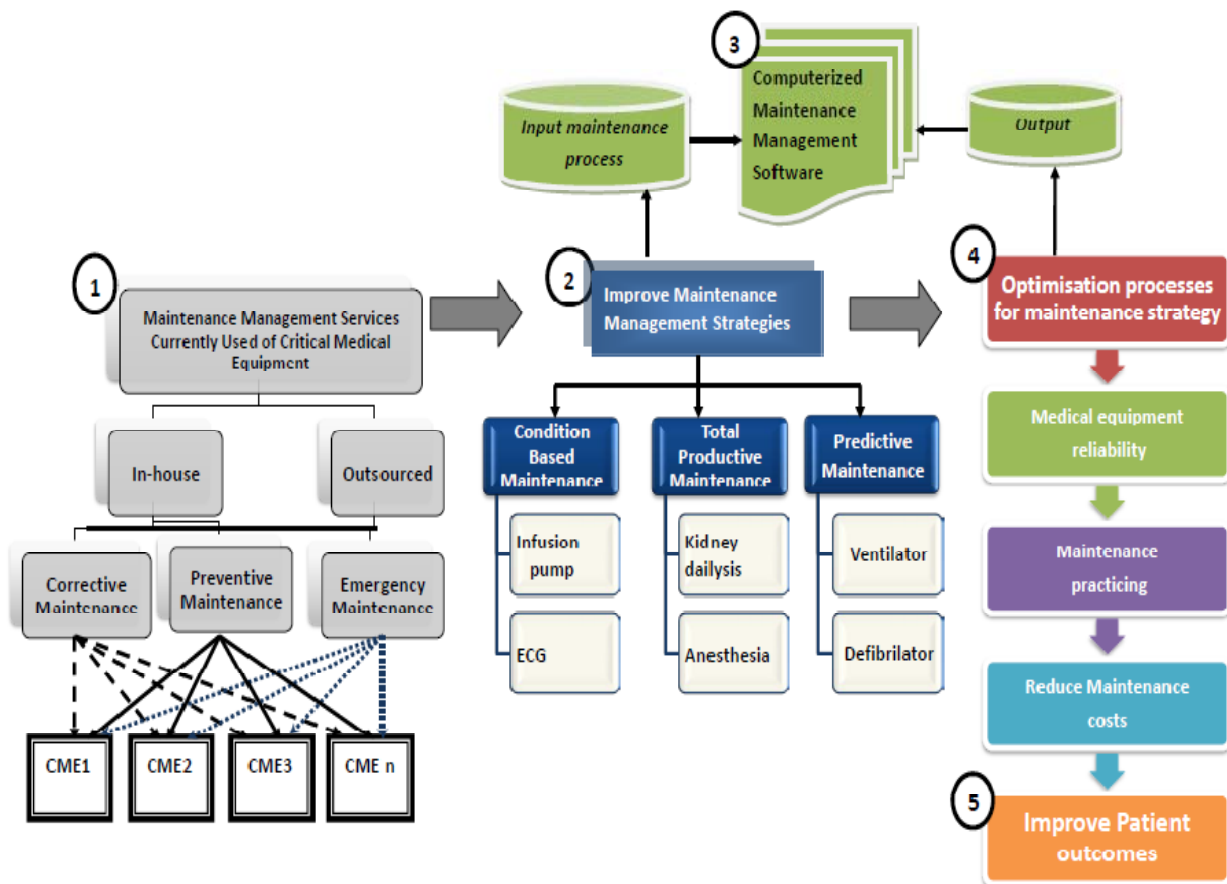 3
Computerized
Maintenance
Management
Software
Input maintenance
process
Output
1
Maintenance Management Services
Currently Used of Critical Medical
Equipment
In-house
Outsourced
Corrective
Maintenance
Preventive
Maintenance
Emergency
Maintenance
CME1
CME2
CME3
CME n
2
Improve Maintenance
Management Strategies
Condition
Based
Maintenance
Total
Productive
Maintenance
Predictive
Maintenance
Infusion
pump
Kidney
dailysis
Ventilator
ECG
Anesthesia
Defibrilator
4
Optimisation processes
for maintenance strategy
Medical equipment
reliability
Maintenance
practicing
Reduce Maintenance
costs
5
Improve Patient
outcomes